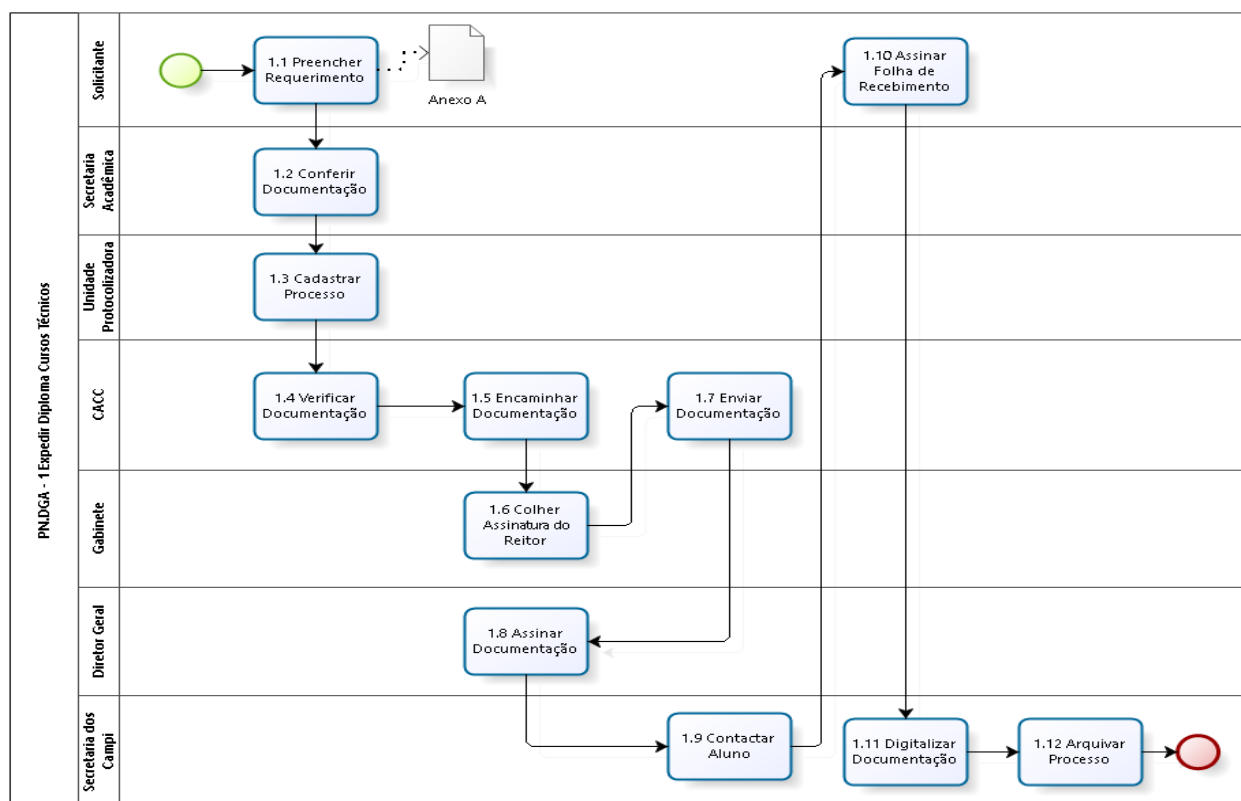 PN.DGA - 1 Expedir Diploma Cursos Técnicos
Solicitante
1.1 Preencher
Requerimento
Anexo A
1.10 Assinar
Folha de
Recebimento
Secretaria
Acadêmica
1.2 Conferir
Documentação
Unidade
Protocolizadora
1.3 Cadastrar
Processo
CACC
1.4 Verificar
Documentação
1.5 Encaminhar
Documentação
1.7 Enviar
Documentação
Gabinete
1.6 Colher
Assinatura do
Reitor
Diretor Geral
1.8 Assinar
Documentação
Secretaria dos
Campi
1.9 Contactar
Aluno
1.11 Digitalizar
Documentação
1.12 Arquivar
Processo